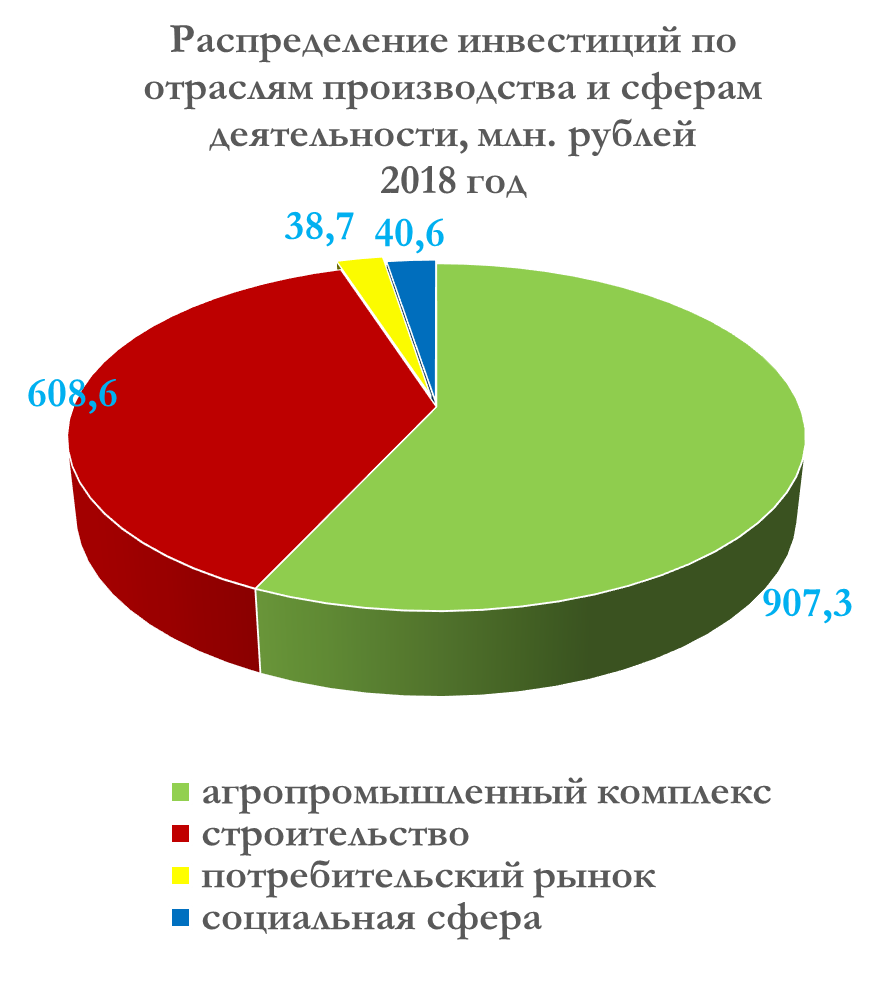 Распределение инвестиций по
отраслям производства и сферам
деятельности, млн. рублей
2018 год
38,7
40,6
608,6
907,3
агропромышленный комплекс
строительство
потребительский рынок
социальная сфера